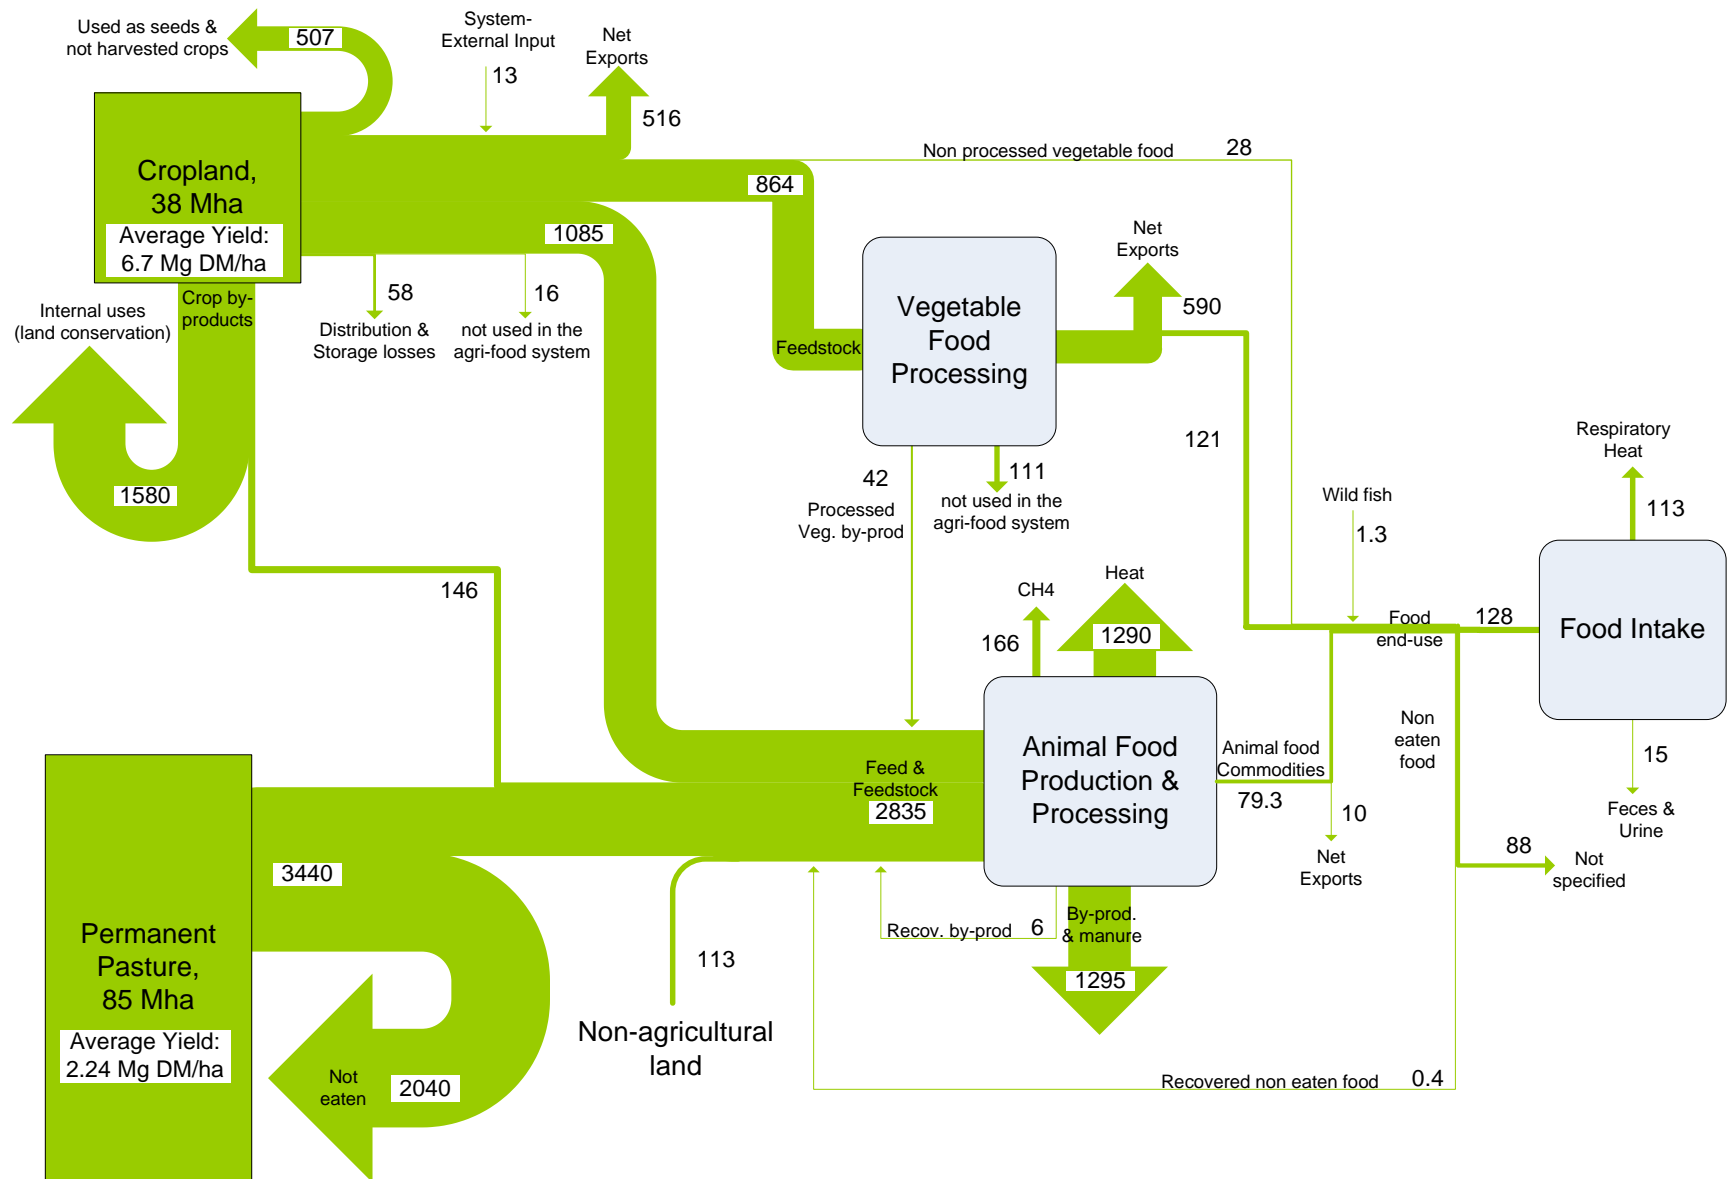 Used as seeds &
not harvested crops
507
System-
External Input
13
Net
Exports
516
Cropland,
38 Mha
Average Yield:
6.7 Mg DM/ha
Non processed vegetable food
28
864
1085
58
Distribution &
Storage losses
16
not used in the
agri-food system
Crop by-
products
Internal uses
(land conservation)
1580
146
Feedstock
Vegetable
Food
Processing
Net
Exports
590
121
42
Processed
Veg. by-prod
111
not used in the
agri-food system
Wild fish
1.3
Respiratory
Heat
113
Food
end-use
128
Food Intake
15
Feces &
Urine
Non
eaten
food
88
Not
specified
CH4
166
Heat
1290
Feed &
Feedstock
2835
Animal Food
Production &
Processing
Animal food
Commodities
79.3
10
Net
Exports
Recov. by-prod
6
By-prod.
& manure
1295
Recovered non eaten food
0.4
113
Non-agricultural
land
3440
Permanent
Pasture,
85 Mha
Average Yield:
2.24 Mg DM/ha
Not
eaten
2040